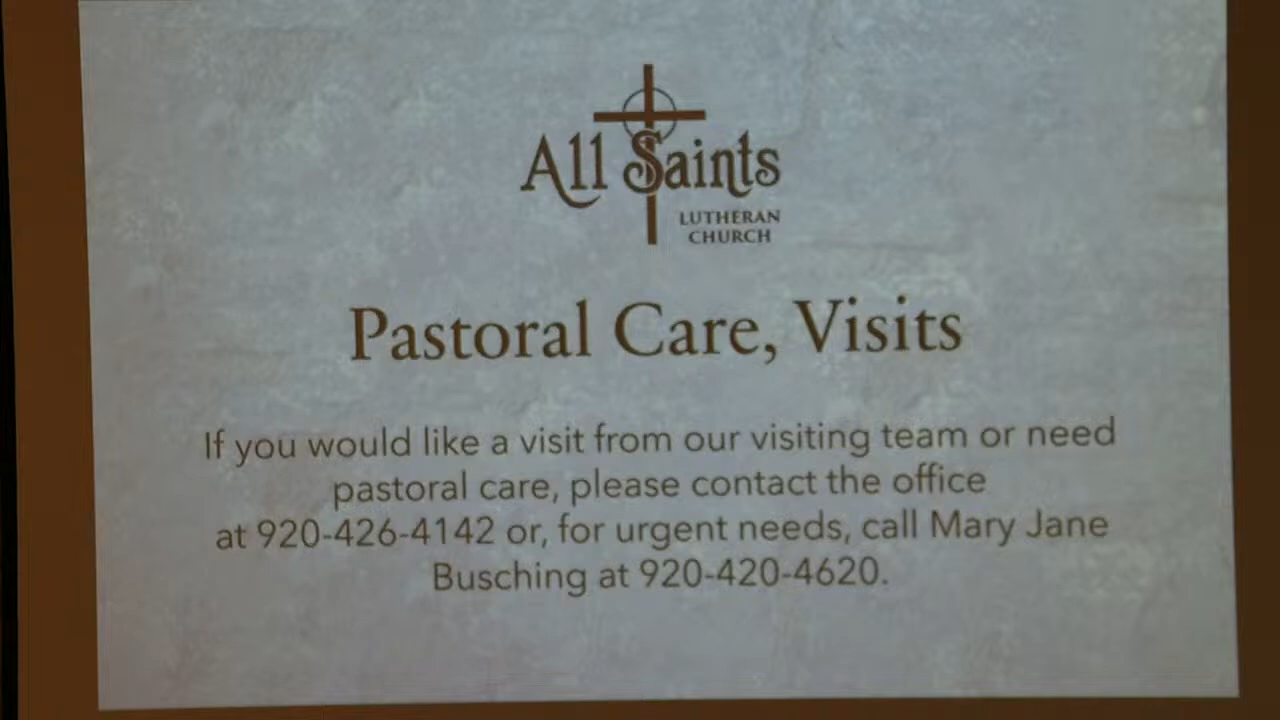 All Saints
LUTHERAN
CHURCH
Pastoral Care, Visits
If you would like a visit from our visiting team or need
pastoral care, please contact the office
at 920-426-4142 or, for urgent needs, call Mary Jane
Busching at 920-420-4620.